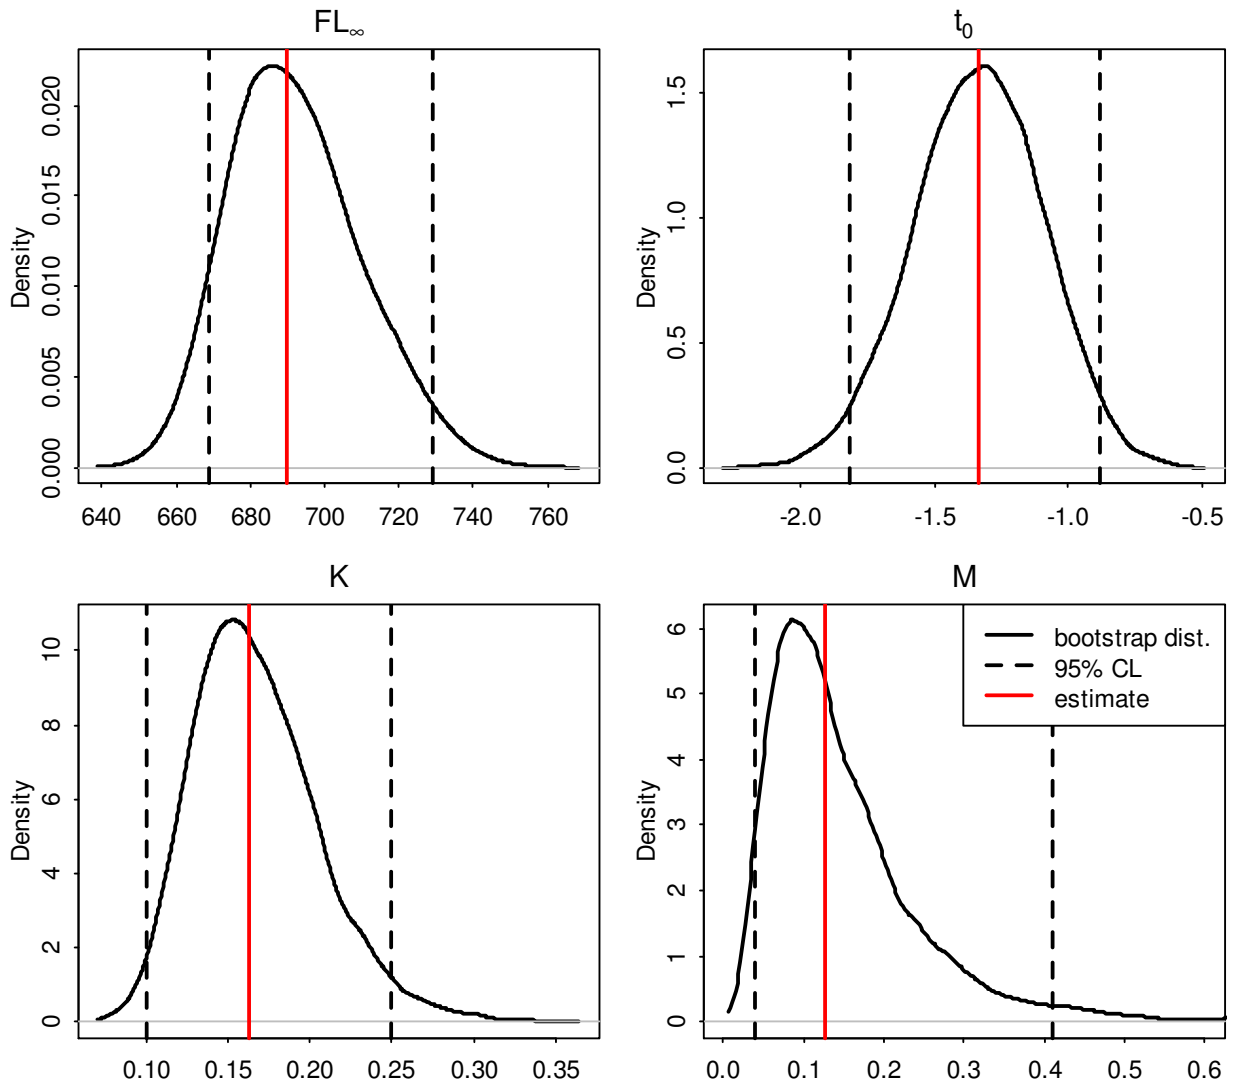 FL∞
Density
0.000 0.005 0.010 0.015 0.020
640 660 680 700 720 740 760
t0
Density
0.0 0.5 1.0 1.5
-2.0 -1.5 -1.0 -0.5
K
Density
0 2 4 6 8 10
0.10 0.15 0.20 0.25 0.30 0.35
M
bootstrap dist.
95% CL
estimate
Density
0 1 2 3 4 5 6
0.0 0.1 0.2 0.3 0.4 0.5 0.6